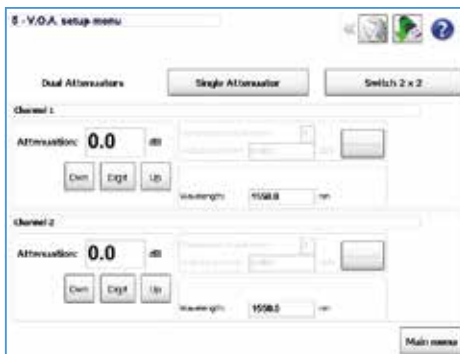 8 - V.O.A. setup menu
Dual Attenuators Single Attenuator Switch 2 x 2
Channel 1
Attenuation: 0.0 dB
Dwn Digit Up
Wavelength: 1550.0 nm
Channel 2
Attenuation: 0.0 dB
Dwn Digit Up
Wavelength: 1550.0 nm
Main menu